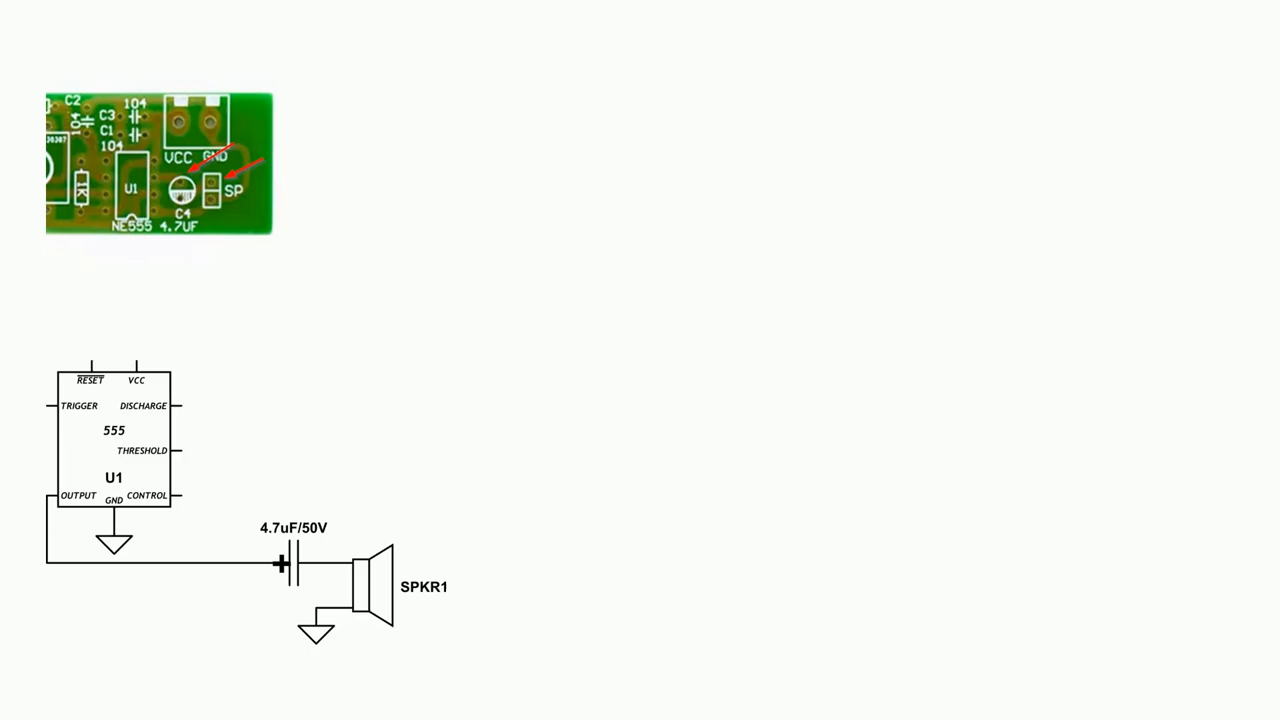 C2
104
104
C3
C1
104
VCC GND
1K
U1
SP
C4
NE555 4.7UF
RESET
VCC
TRIGGER
DISCHARGE
555
THRESHOLD
U1
OUTPUT
GND
CONTROL
4.7uF/50V
SPKR1